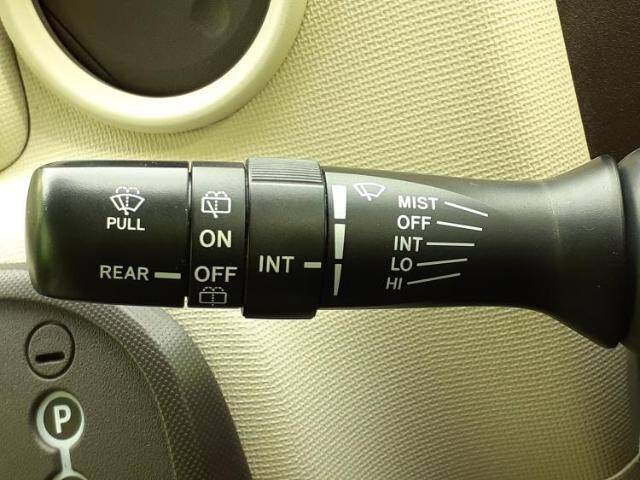 PULL
REAR
ON
OFF
INT
MIST
OFF
INT
LO
HI
P